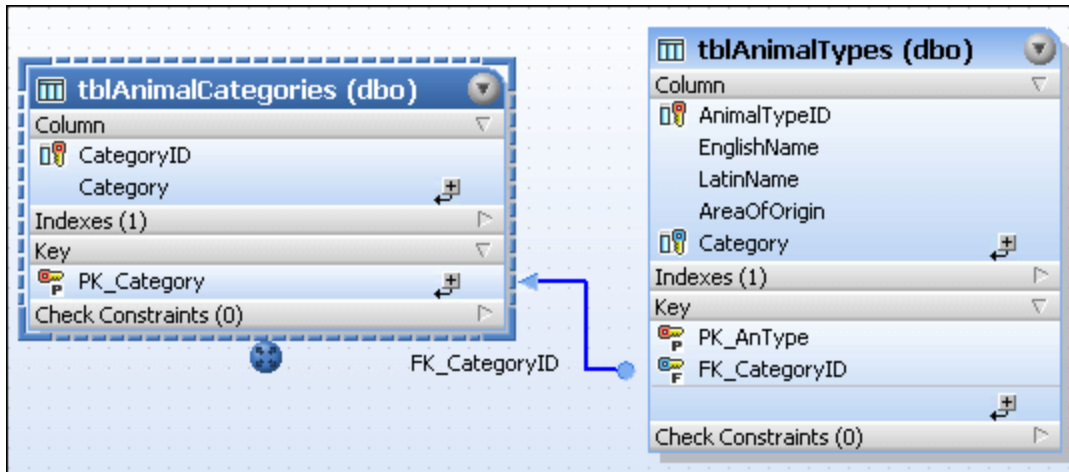 tblAnimalCategories (dbo)
Column
CategoryID
Category
Indexes (1)
Key
PK_Category
P
Check Constraints (0)
FK_CategoryID
tblAnimalTypes (dbo)
Column
AnimalTypeID
EnglishName
LatinName
AreaOfOrigin
Category
Indexes (1)
Key
PK_AnType
P
FK_CategoryID
F
Check Constraints (0)